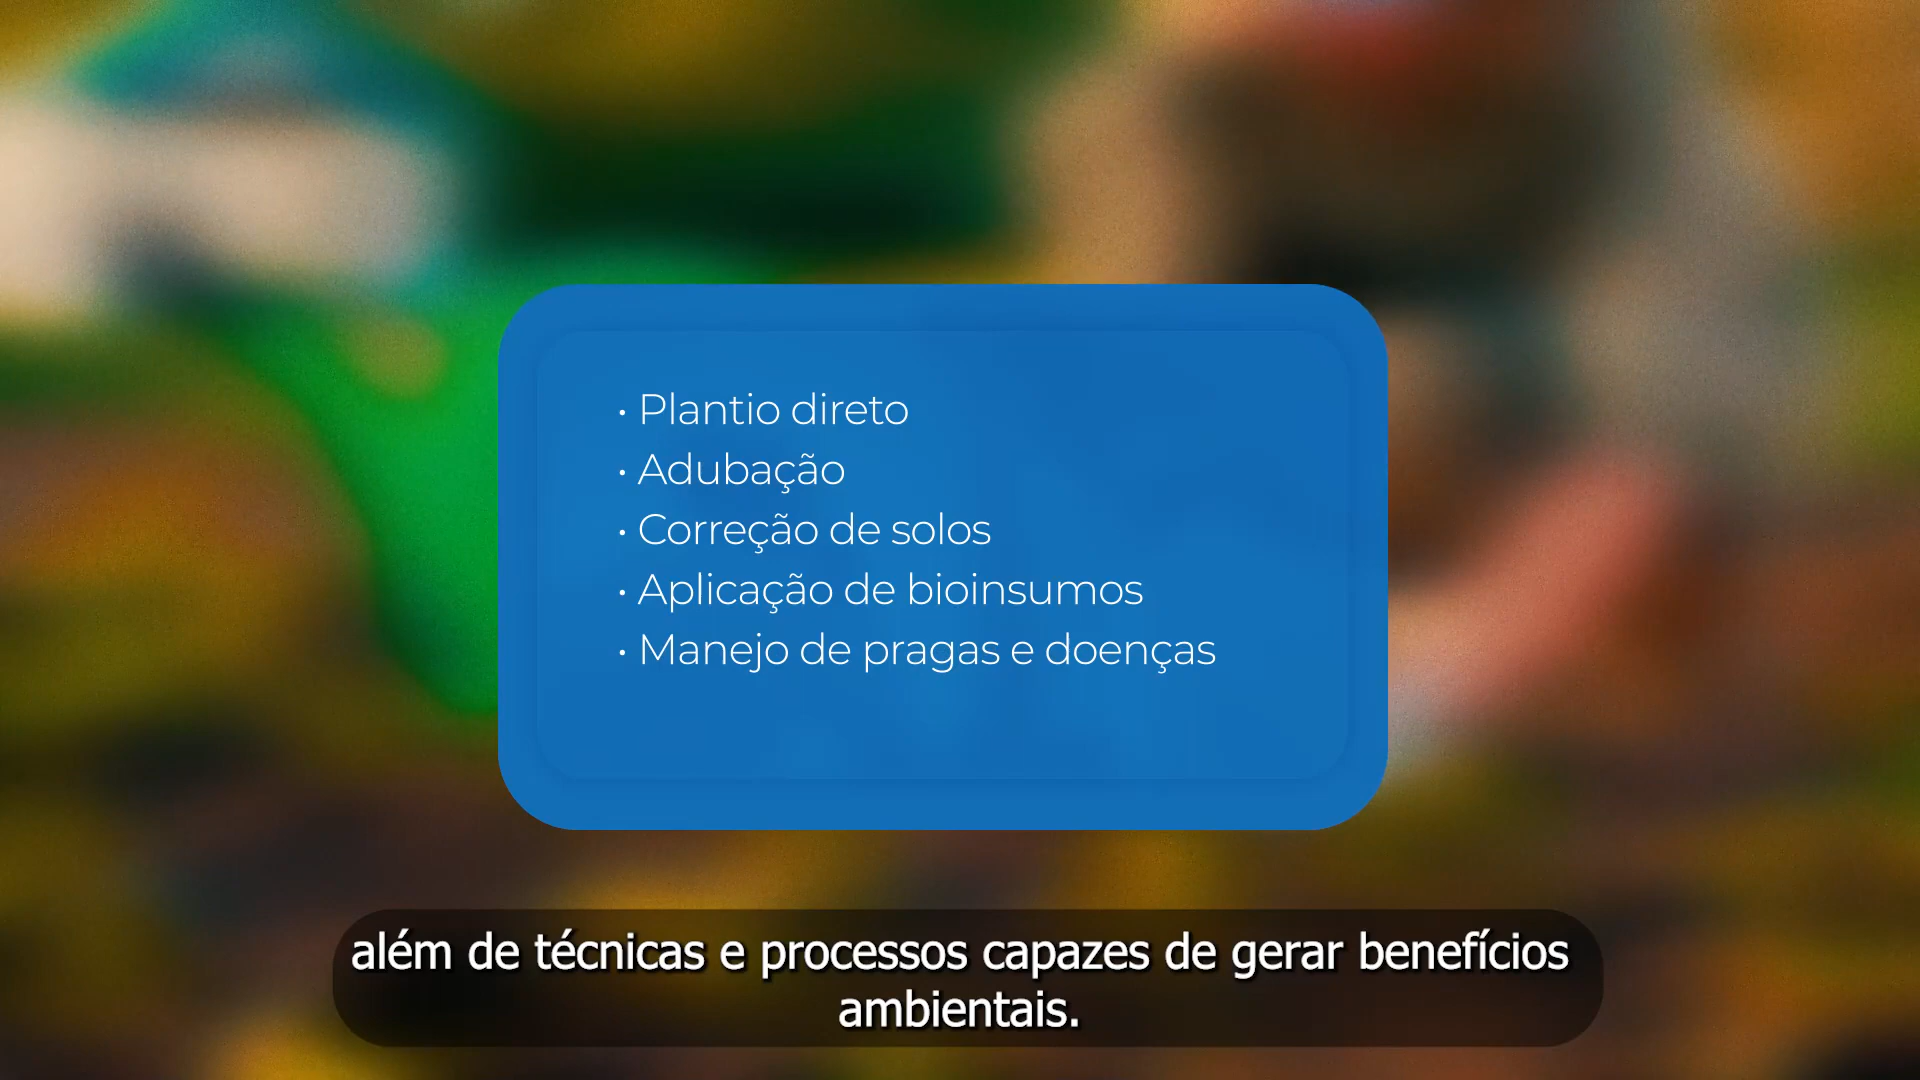 • Plantio direto
• Adubação
• Correção de solos
• Aplicação de bioinsumos
• Manejo de pragas e doenças
além de técnicas e processos capazes de gerar benefícios
ambientais.